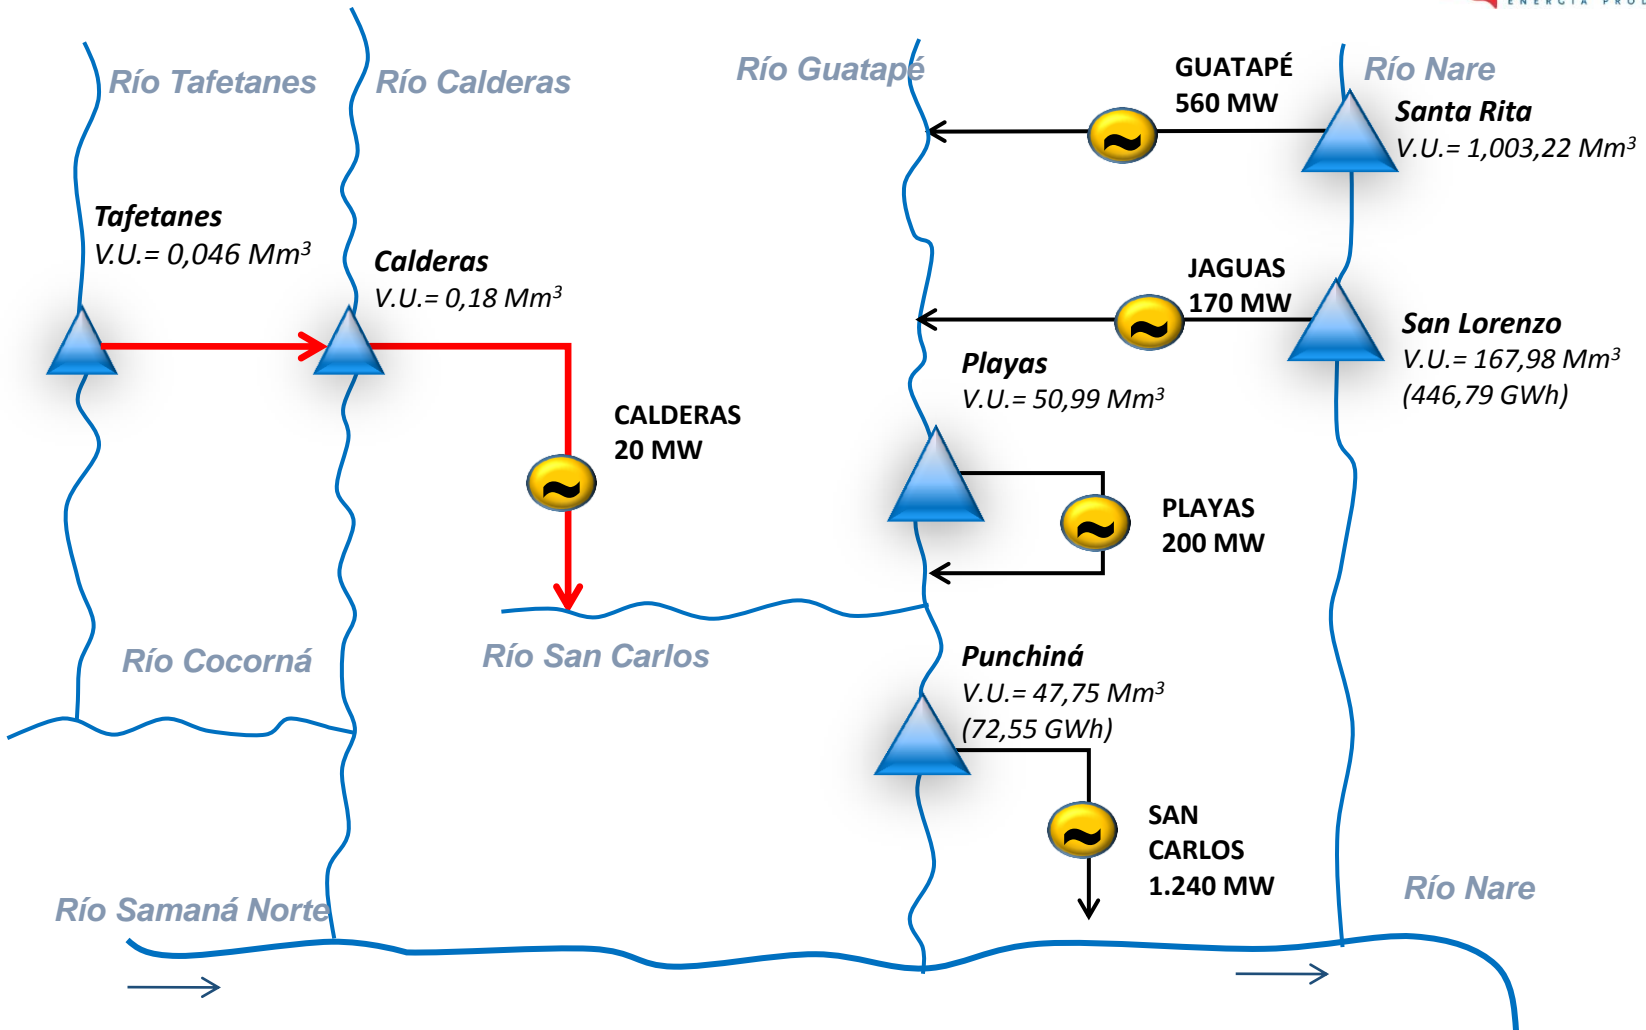 ENERGÍA PROD
Río Tafetanes
Río Calderas
Río Guatapé
GUATAPÉ
560 MW
Río Nare
Santa Rita
V.U.= 1,003,22 Mm³
Tafetanes
V.U.= 0,046 Mm³
Calderas
V.U.= 0,18 Mm³
JAGUAS
170 MW
San Lorenzo
V.U.= 167,98 Mm³
(446,79 GWh)
Playas
V.U.= 50,99 Mm³
CALDERAS
20 MW
PLAYAS
200 MW
Río Cocorná
Río San Carlos
Punchiná
V.U.= 47,75 Mm³
(72,55 GWh)
SAN
CARLOS
1.240 MW
Río Samaná Norte
Río Nare